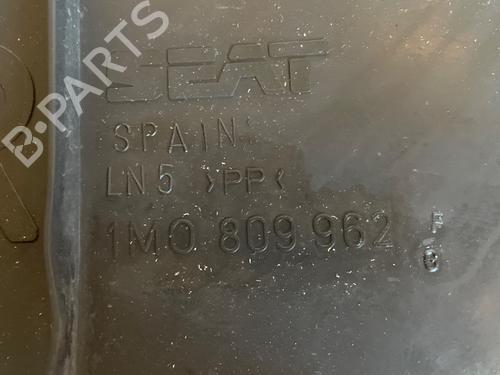 B-PARTS
SEAT
SPAIN
LN5 >PP<
1M0 809 962 F